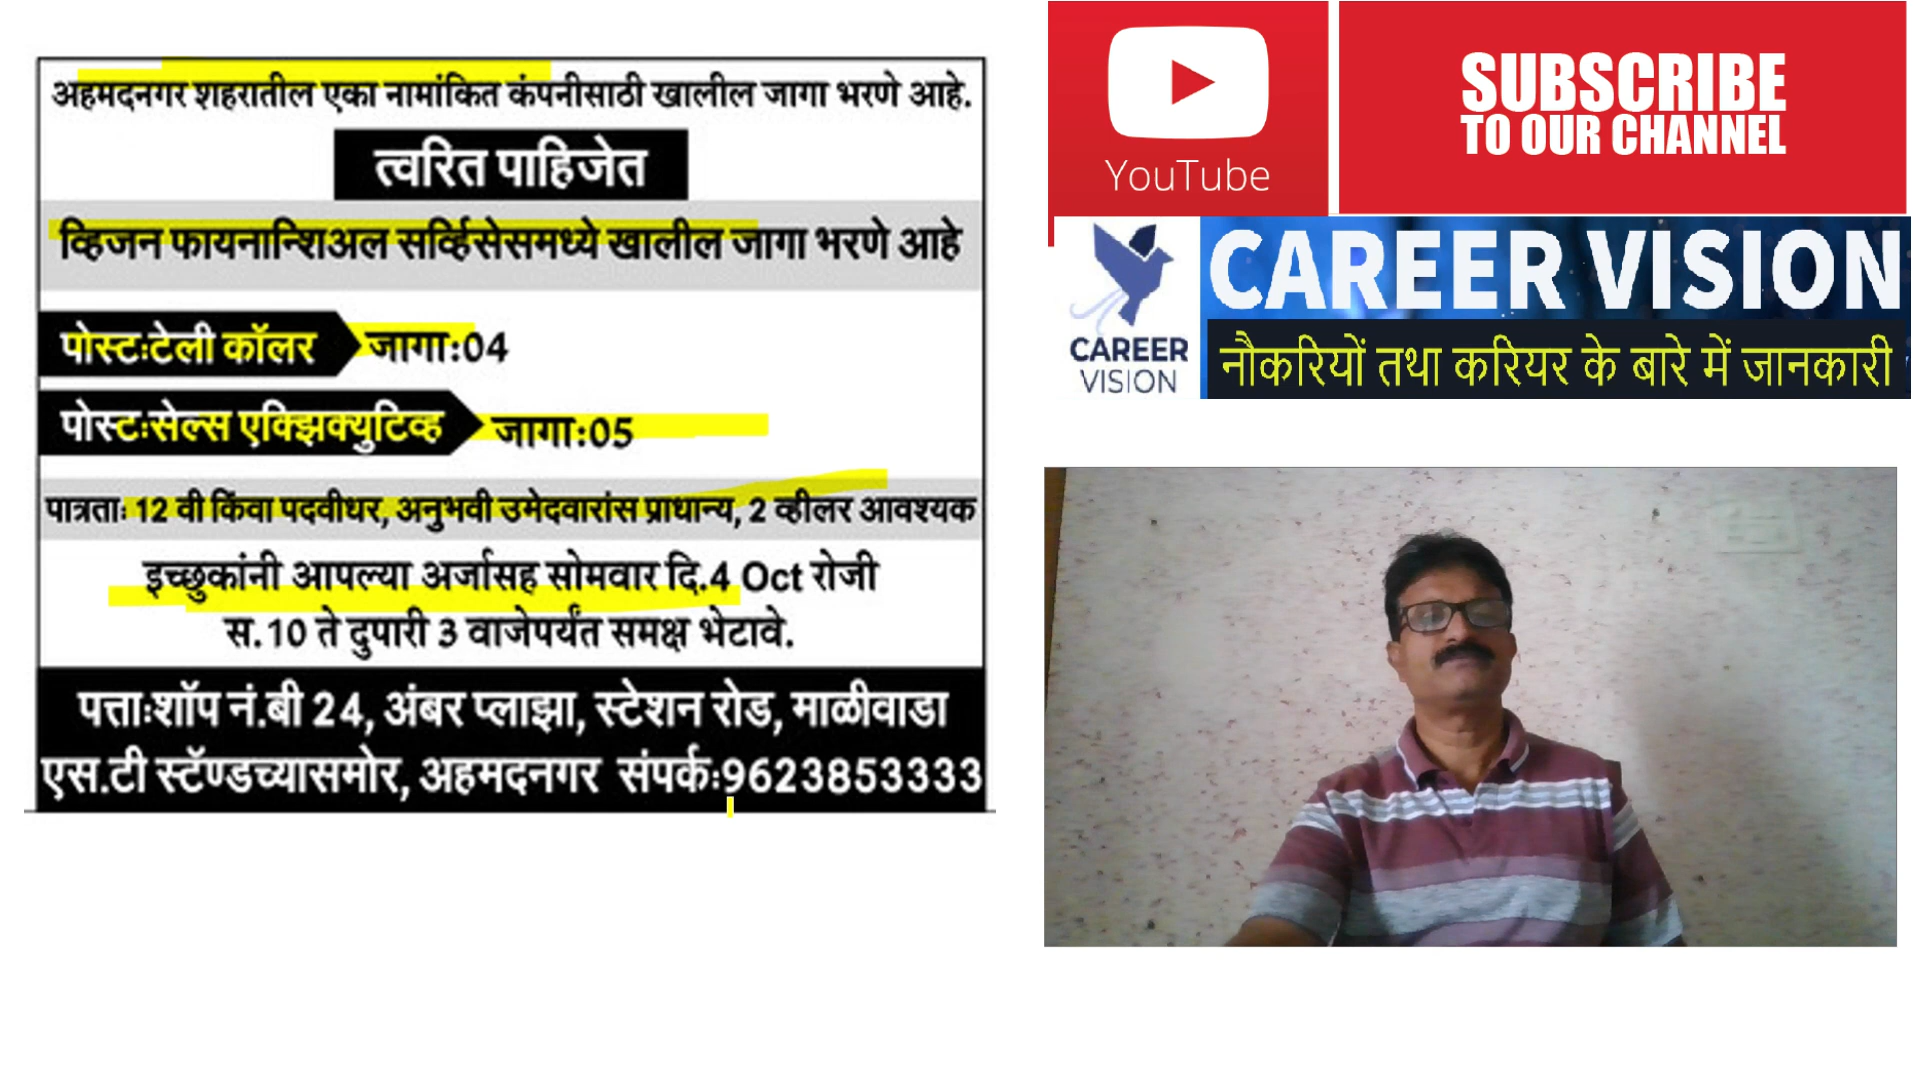 अहमदनगर शहरातील एका नामांकित कंपनीसाठी खालील जागा भरणे आहे.
त्वरित पाहिजेत
व्हिजन फायनान्शिअल सर्व्हिसेसमध्ये खालील जागा भरणे आहे
पोस्टः टेली कॉलर जागा:04
पोस्टः सेल्स एक्झिक्युटिव्ह जागा:05
पात्रताः 12 वी किंवा पदवीधर, अनुभवी उमेदवारांस प्राधान्य, 2 व्हीलर आवश्यक
इच्छुकांनी आपल्या अर्जासह सोमवार दि.4 Oct रोजी
स.10 ते दुपारी 3 वाजेपर्यंत समक्ष भेटावे.
पत्ताः शॉप नं.बी 24, अंबर प्लाझा, स्टेशन रोड, माळीवाडा
एस.टी स्टॅण्डच्यासमोर, अहमदनगर संपर्कः 9623853333
YouTube
SUBSCRIBE
TO OUR CHANNEL
CAREER
VISION
CAREER VISION
नौकरियों तथा करियर के बारे में जानकारी